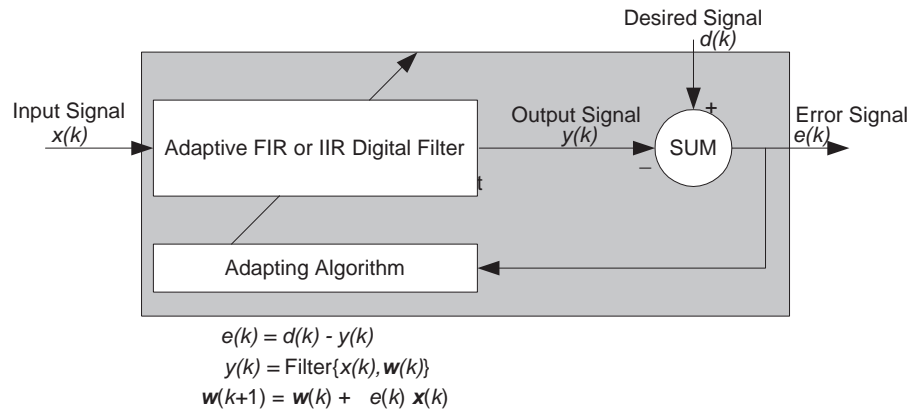 Desired Signal
d(k)
Input Signal
x(k)
Adaptive FIR or IIR Digital Filter
Output Signal
y(k)
+
−
SUM
Error Signal
e(k)
t
Adapting Algorithm
e(k) = d(k) - y(k)
y(k) = Filter{x(k),w(k)}
w(k+1) = w(k) + e(k) x(k)